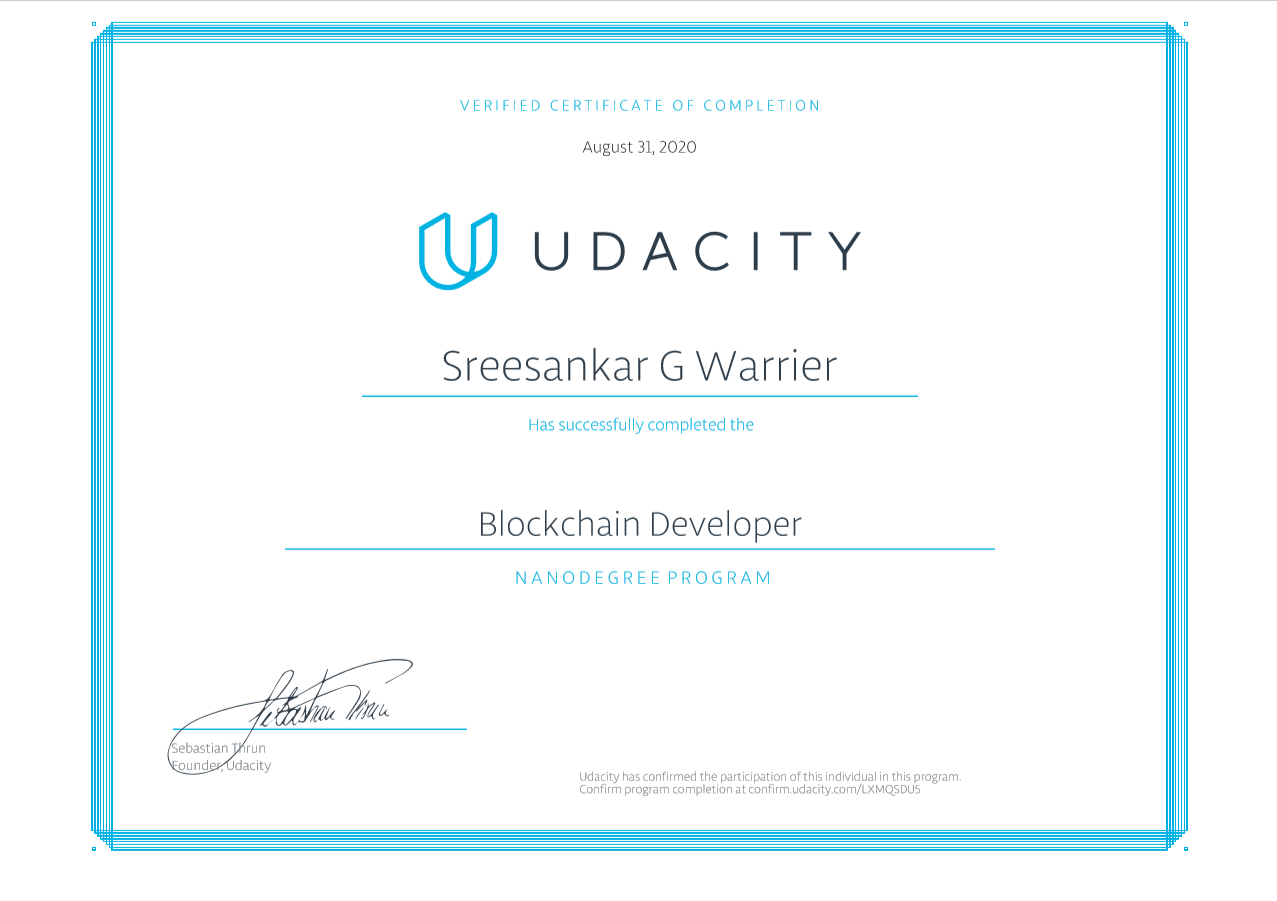 VERIFIED CERTIFICATE OF COMPLETION
August 31, 2020
UDACITY
Sreesankar G Warrier
Has successfully completed the
Blockchain Developer
NANODEGREE PROGRAM
Sebastian Thrun
Sebastian Thrun
Founder, Udacity
Udacity has confirmed the participation of this individual in this program.
Confirm program completion at confirm.udacity.com/LXMQSDU5